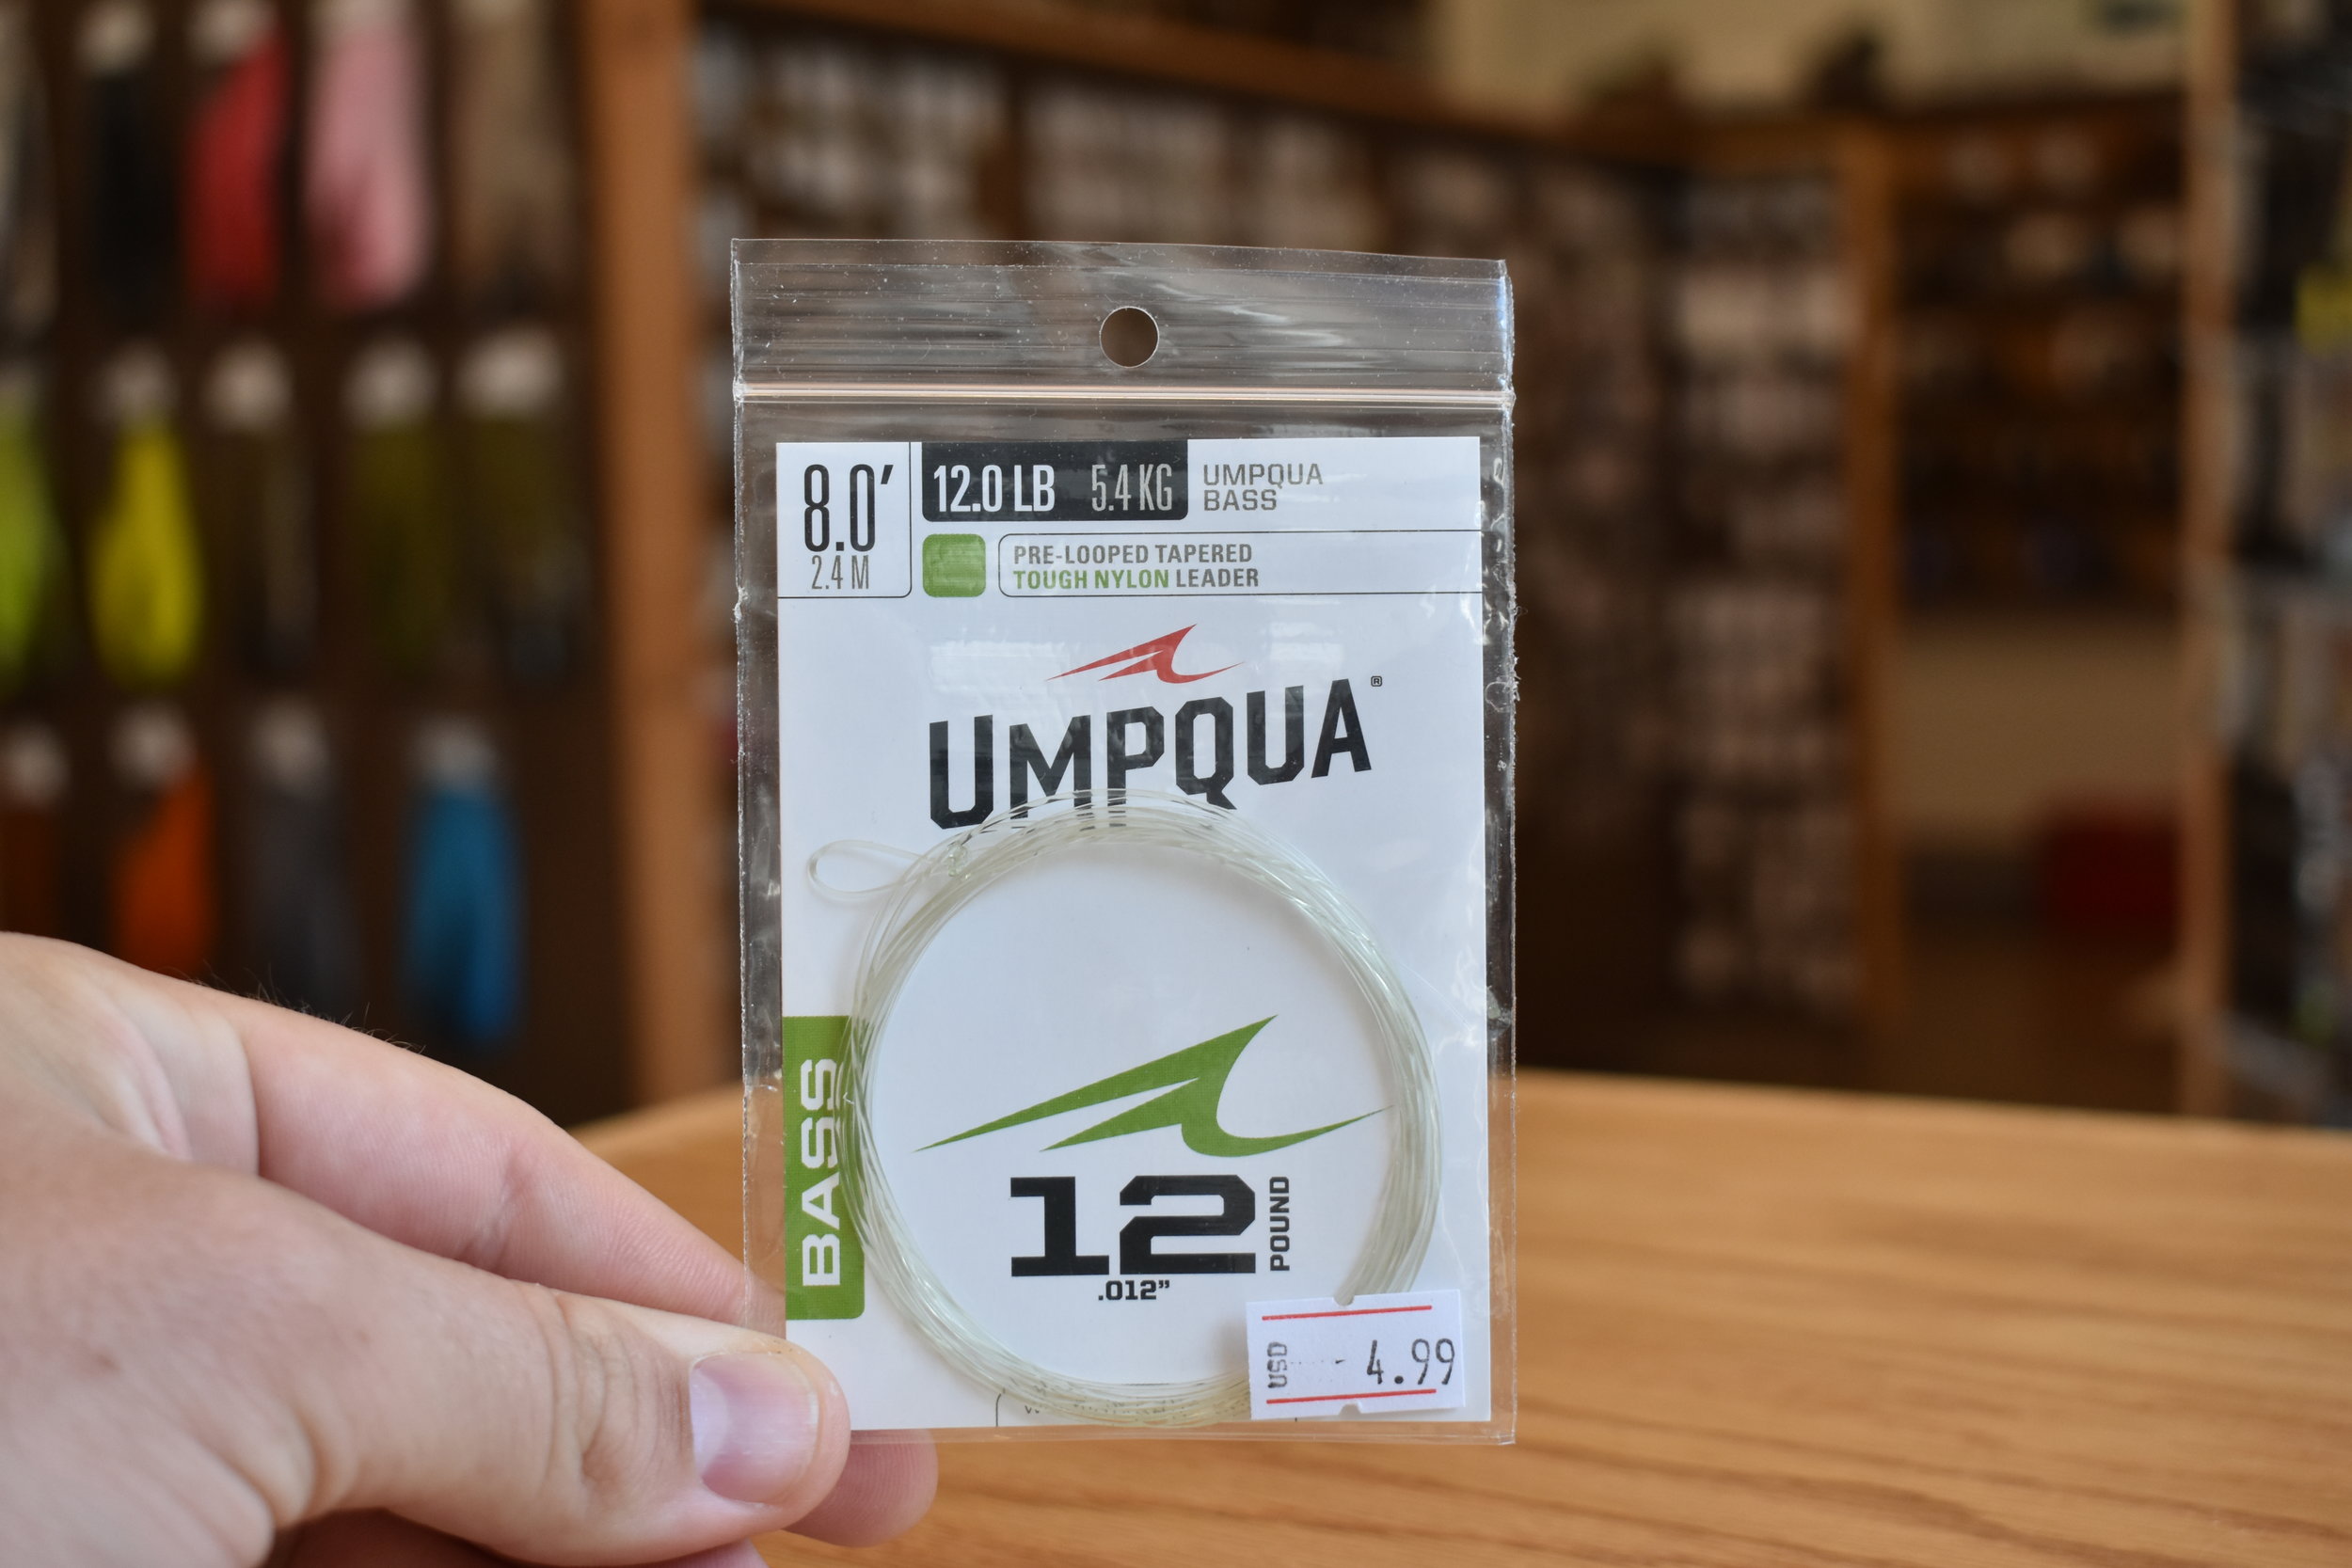 8.0′
2.4 M
12.0 LB 5.4 KG
UMPQUA
BASS
PRE-LOOPED TAPERED
TOUGH NYLON LEADER
UMPQUA®
BASS
12
POUND
.012”
USD 4.99